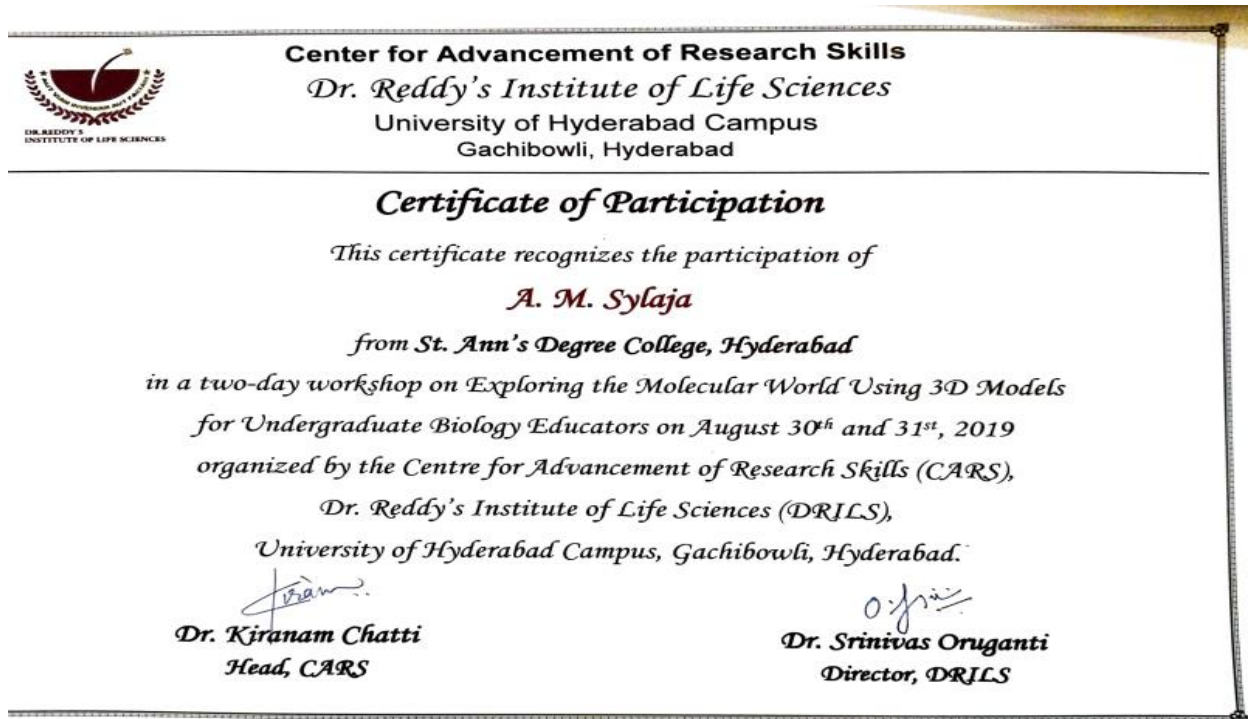 Center for Advancement of Research Skills
Dr. Reddy's Institute of Life Sciences
University of Hyderabad Campus
Gachibowli, Hyderabad
DR.REDDY'S
INSTITUTE OF LIFE SCIENCES
Certificate of Participation
This certificate recognizes the participation of
A. M. Sylaja
from St. Ann's Degree College, Hyderabad
in a two-day workshop on Exploring the Molecular World Using 3D Models
for Undergraduate Biology Educators on August 30th and 31st, 2019
organized by the Centre for Advancement of Research Skills (CARS),
Dr. Reddy's Institute of Life Sciences (DRILS),
University of Hyderabad Campus, Gachibowli, Hyderabad.
Kiranam
Dr. Kiranam Chatti
Head, CARS
Dr. Srinivas Oruganti
Director, DRILS